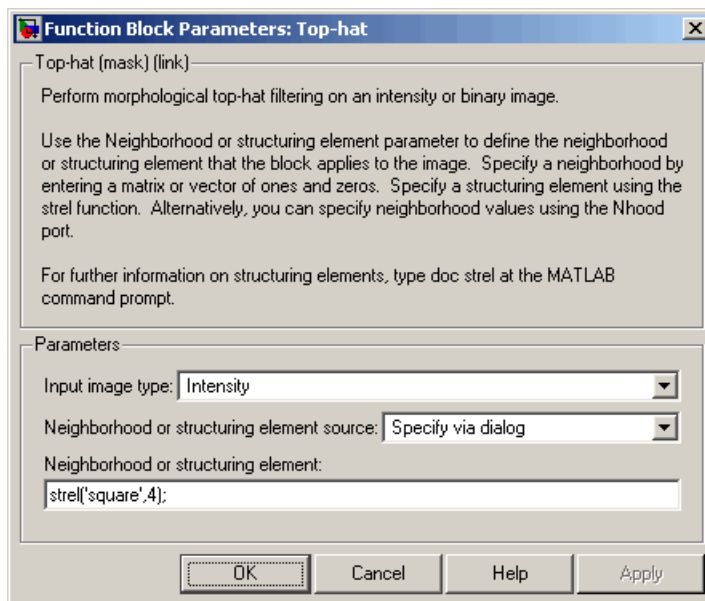 Function Block Parameters: Top-hat
Top-hat (mask) (link)
Perform morphological top-hat filtering on an intensity or binary image.
Use the Neighborhood or structuring element parameter to define the neighborhood
or structuring element that the block applies to the image.  Specify a neighborhood by
entering a matrix or vector of ones and zeros.  Specify a structuring element using the
strel function.  Alternatively, you can specify neighborhood values using the Nhood
port.
For further information on structuring elements, type doc strel at the MATLAB
command prompt.
Parameters
Input image type: Intensity
Neighborhood or structuring element source: Specify via dialog
Neighborhood or structuring element:
strel('square',4);
OK Cancel Help Apply